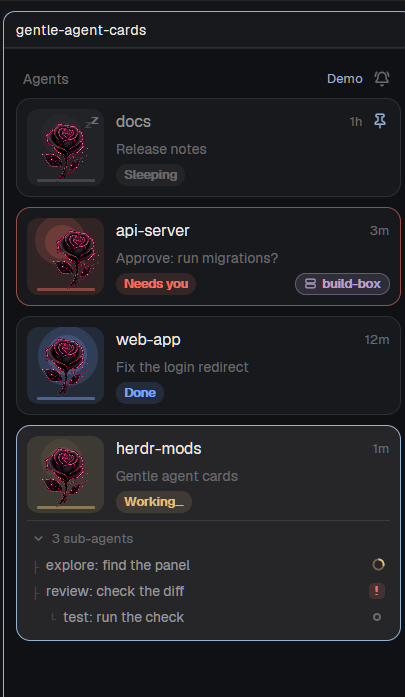 gentle-agent-cards
Agents Demo
zZ
docs 1h
Release notes
Sleeping
api-server 3m
Approve: run migrations?
Needs you build-box
web-app 12m
Fix the login redirect
Done
herdr-mods 1m
Gentle agent cards
Working_
3 sub-agents
explore: find the panel
review: check the diff !
test: run the check